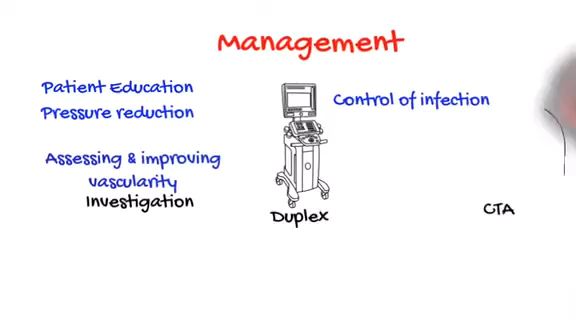 Management
Patient Education
Pressure reduction
Control of infection
Assessing & improving
vascularity
Investigation
Duplex
CTA